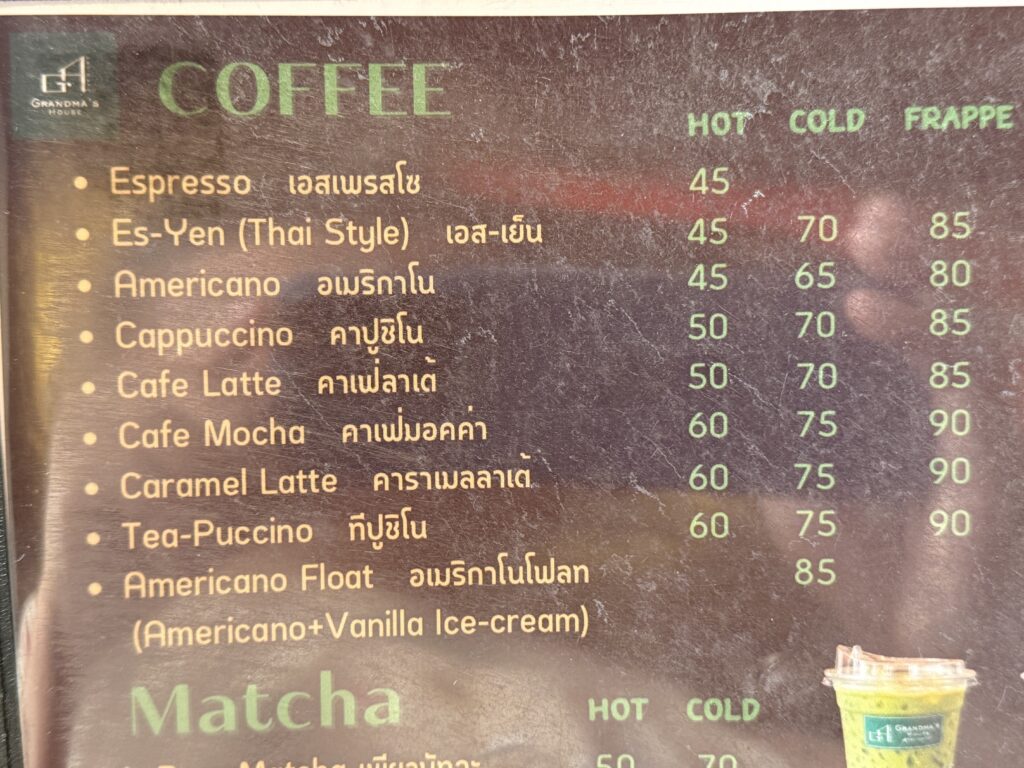 GRANDMA'S
HOUSE
COFFEE
HOT COLD FRAPPE
• Espresso เอสเพรสโซ 45
• Es-Yen (Thai Style) เอส-เย็น 45 70 85
• Americano อเมริกาโน 45 65 80
• Cappuccino คาปูชิโน 50 70 85
• Cafe Latte คาเฟ่ลาเต้ 50 70 85
• Cafe Mocha คาเฟ่มอคค่า 60 75 90
• Caramel Latte คาราเมลลาเต้ 60 75 90
• Tea-Puccino ทีปูชิโน 60 75 90
• Americano Float อเมริกาโนโฟลท 85
(Americano+Vanilla Ice-cream)
Matcha HOT COLD
GRANDMA'S
HOUSE
Matcha 50 70